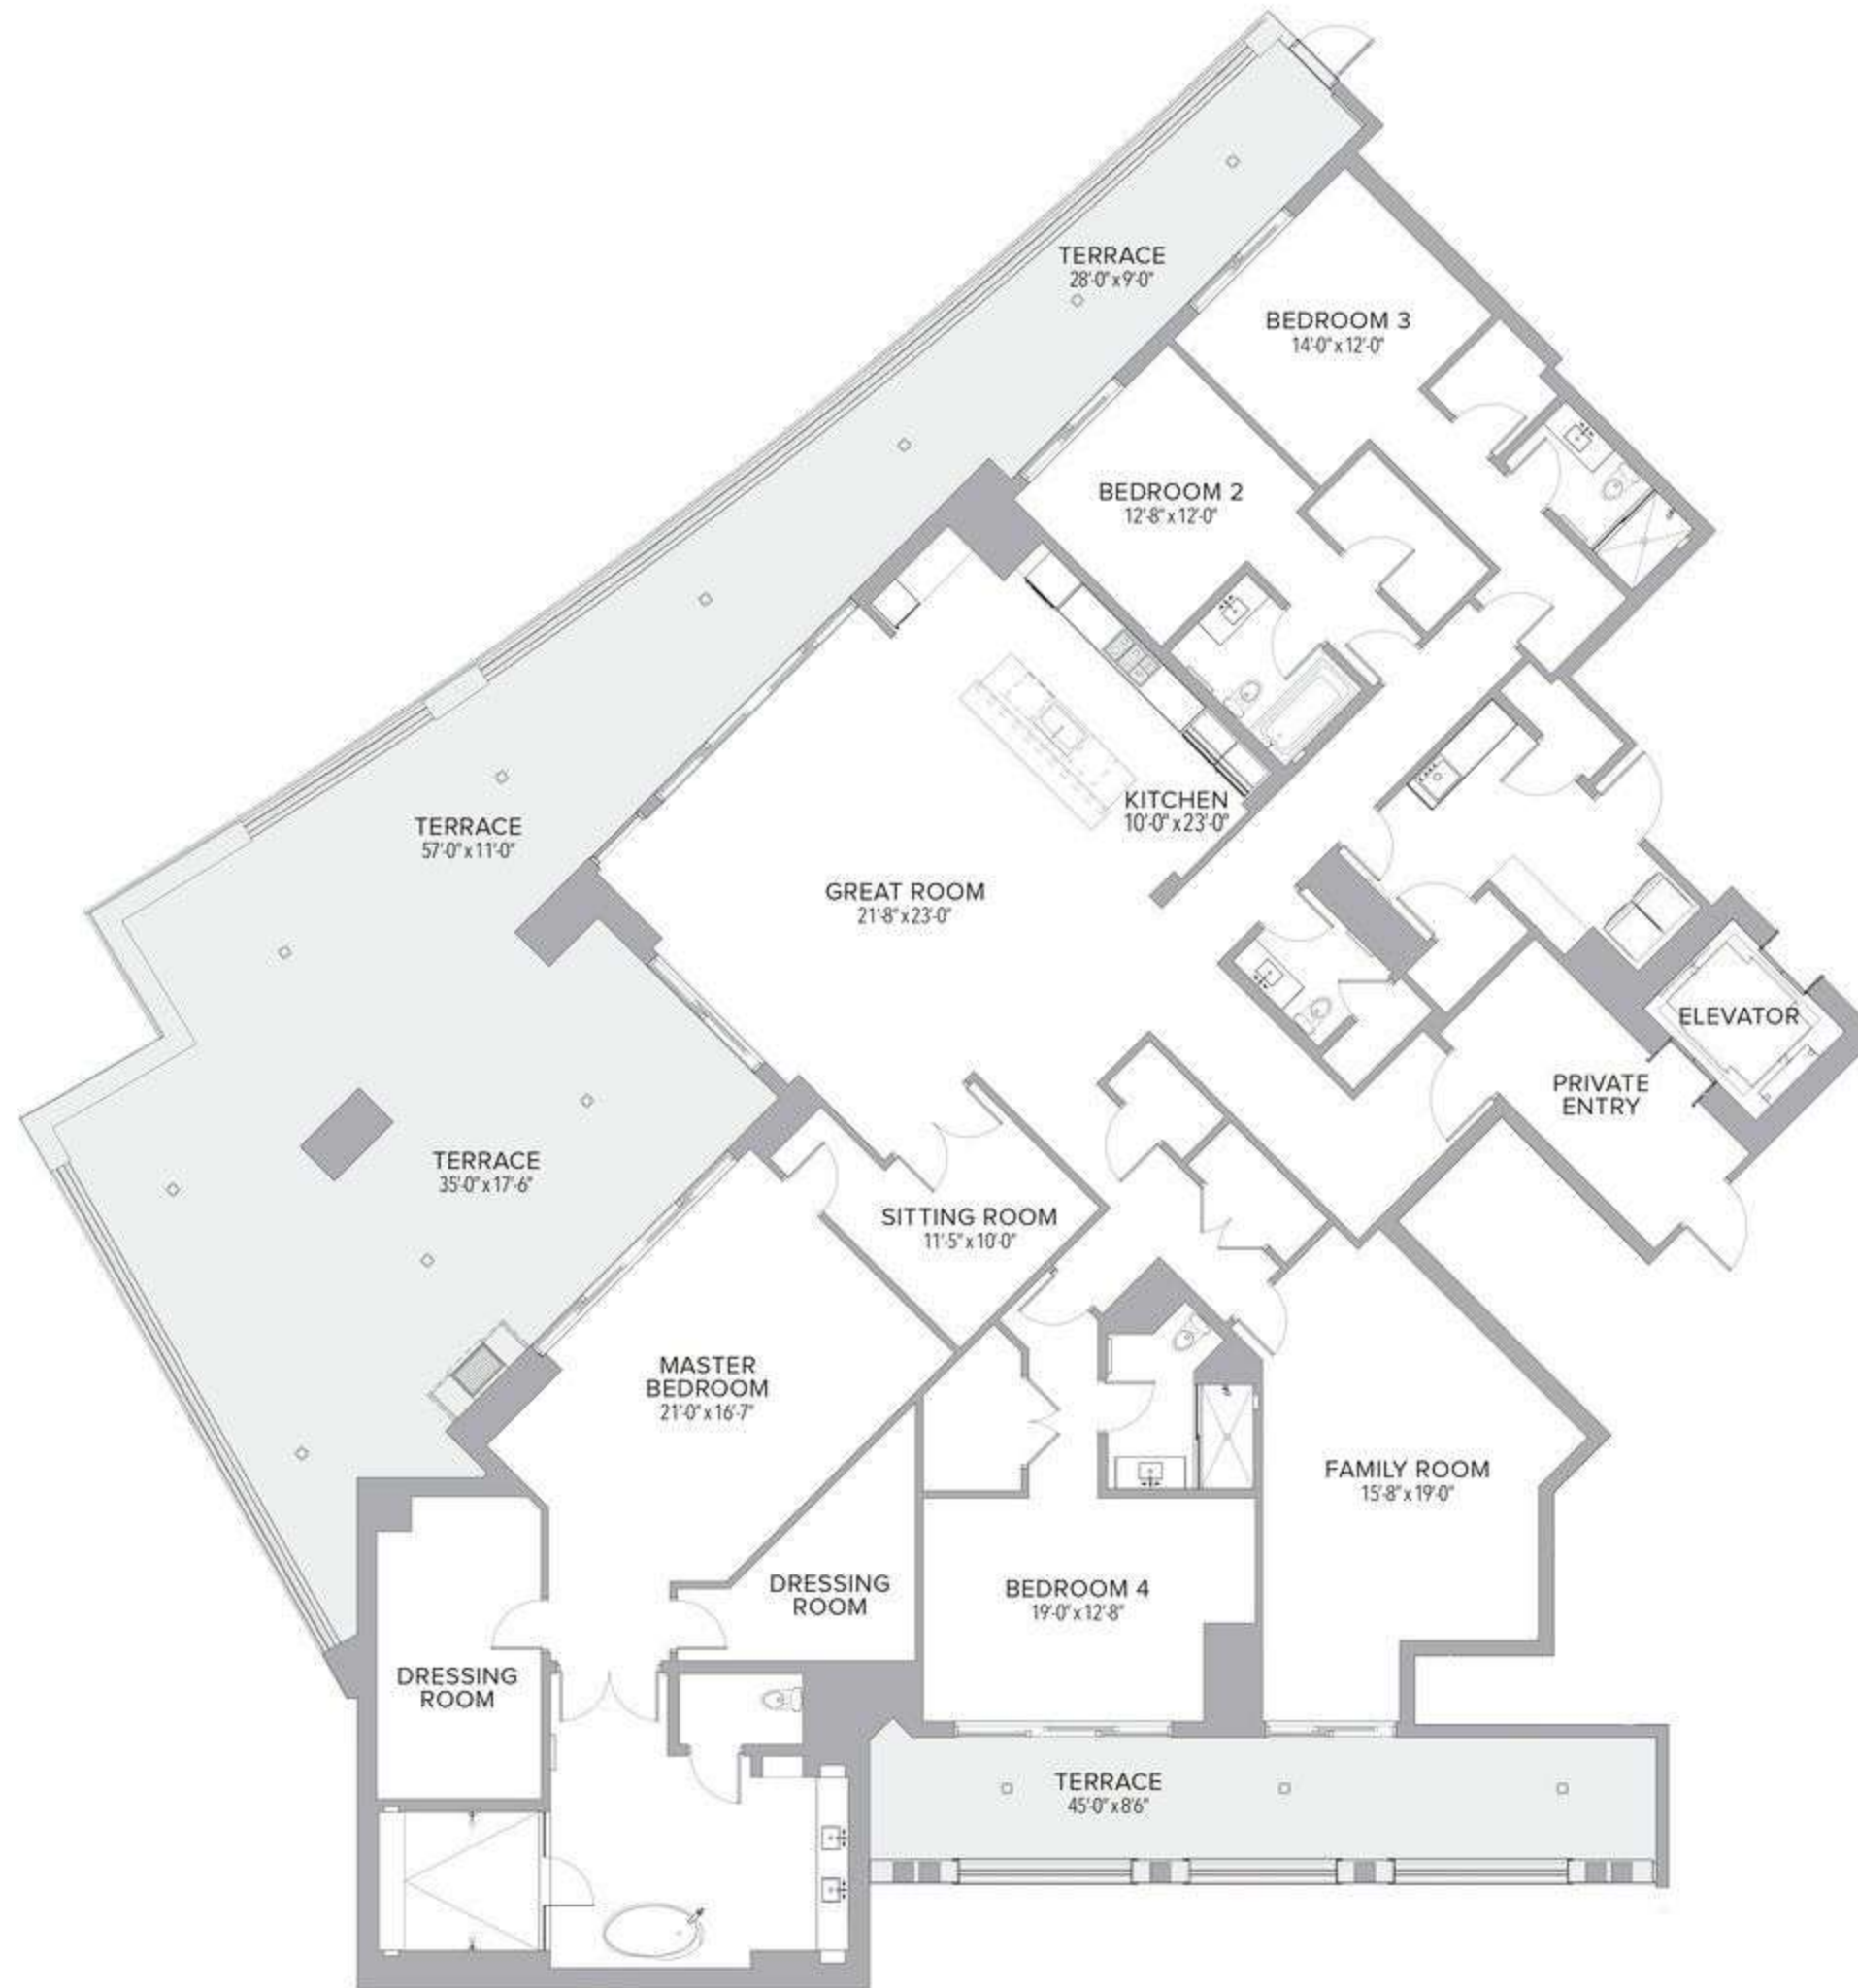 TERRACE
28'-0" x 9'-0"
BEDROOM 3
14'-0" x 12'-0"
BEDROOM 2
12'-8" x 12'-0"
KITCHEN
10'-0" x 23'-0"
TERRACE
57'-0" x 11'-0"
GREAT ROOM
21'-8" x 23'-0"
ELEVATOR
PRIVATE
ENTRY
TERRACE
35'-0" x 17'-6"
SITTING ROOM
11'-5" x 10'-0"
MASTER
BEDROOM
21'-0" x 16'-7"
FAMILY ROOM
15'-8" x 19'-0"
DRESSING
ROOM
BEDROOM 4
19'-0" x 12'-8"
DRESSING
ROOM
TERRACE
45'-0" x 8'6"